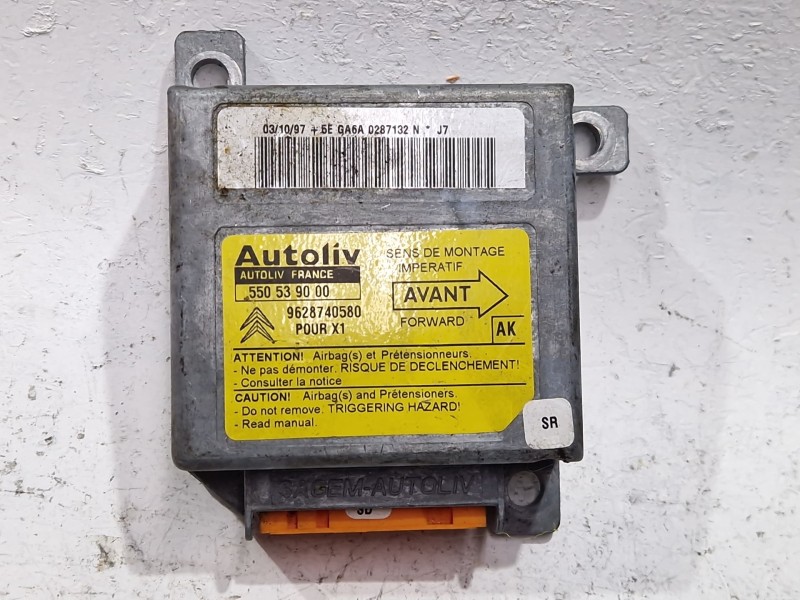 03/10/97 + 5E GA6A 0287132 N * J7
Autoliv
AUTOLIV FRANCE
550 53 90 00
9628740580
POUR X1
SENS DE MONTAGE
IMPERATIF
AVANT
FORWARD
AK
ATTENTION! Airbag(s) et Prétensionneurs.
- Ne pas démonter. RISQUE DE DECLENCHEMENT!
- Consulter la notice
CAUTION! Airbag(s) and Prétensioners.
- Do not remove. TRIGGERING HAZARD!
- Read manual.
SR
SAGEM-AUTOLIV